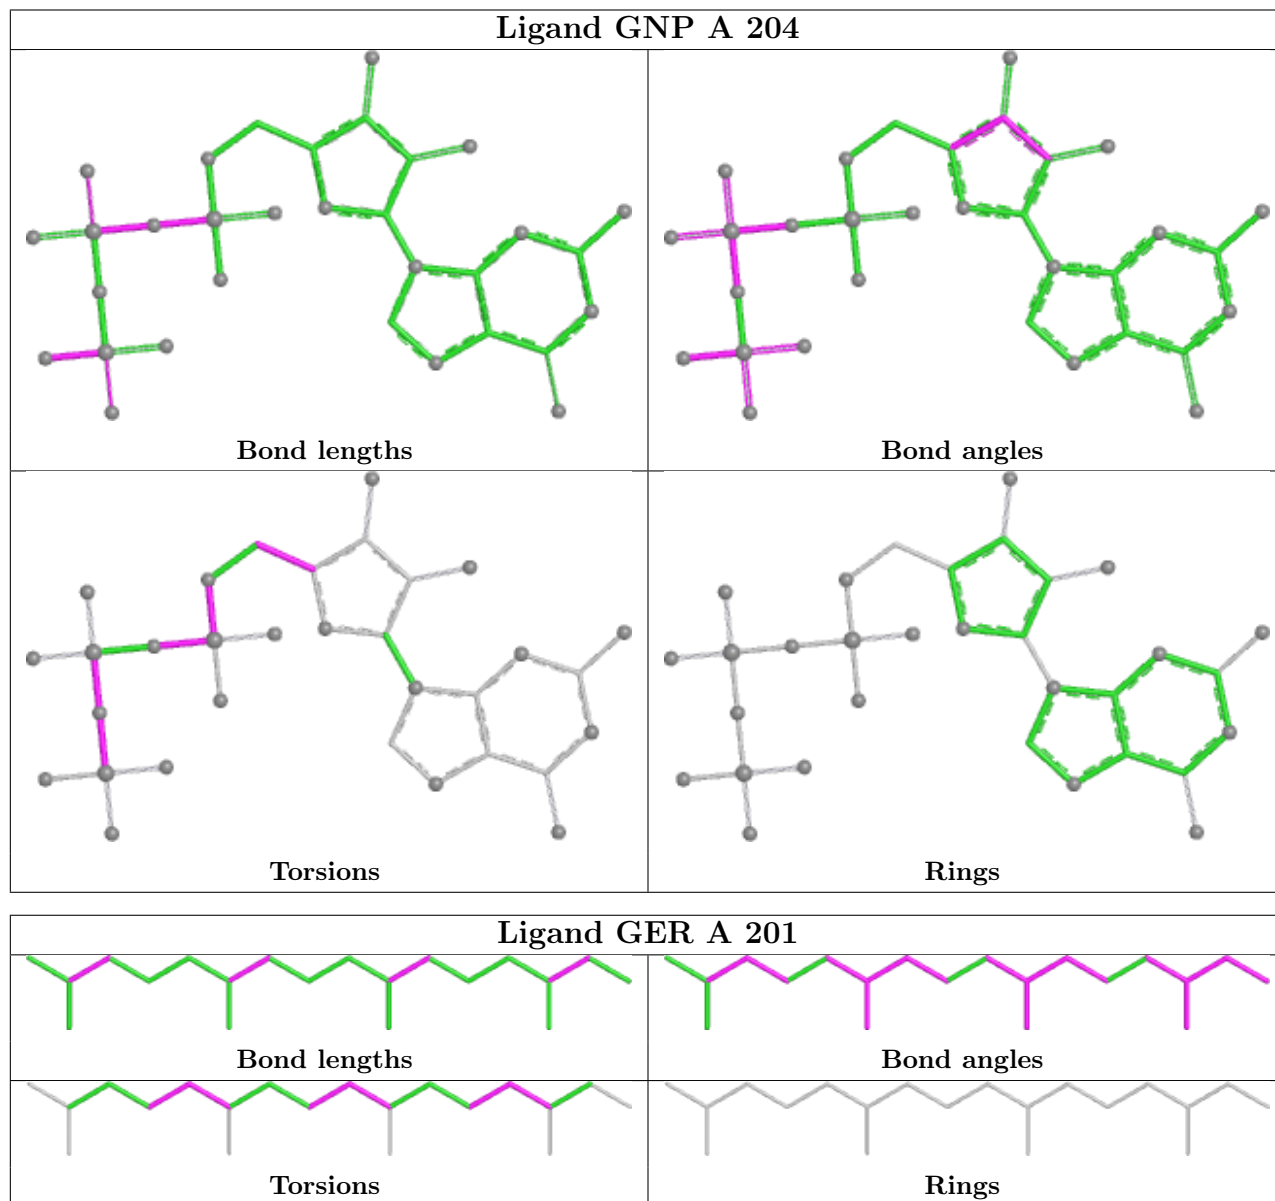 Ligand GNP A 204
Bond lengths
Bond angles
Torsions
Rings
Ligand GER A 201
Bond lengths
Bond angles
Torsions
Rings